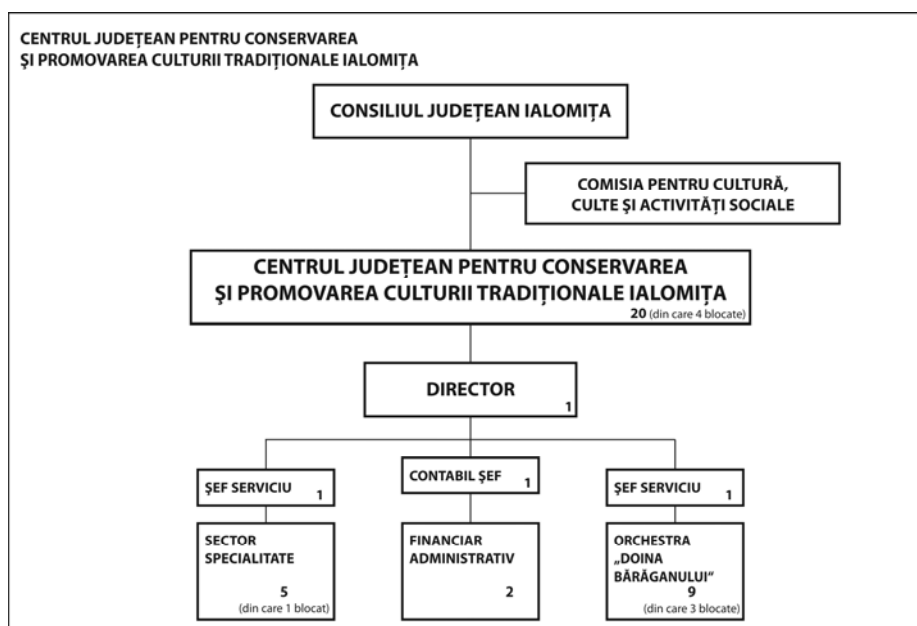 CENTRUL JUDEȚEAN PENTRU CONSERVAREA
ȘI PROMOVAREA CULTURII TRADIȚIONALE IALOMIȚA
CONSILIUL JUDEȚEAN IALOMIȚA
COMISIA PENTRU CULTURĂ,
CULTE ȘI ACTIVITĂȚI SOCIALE
CENTRUL JUDEȚEAN PENTRU CONSERVAREA
ȘI PROMOVAREA CULTURII TRADIȚIONALE IALOMIȚA
20 (din care 4 blocate)
DIRECTOR
1
ȘEF SERVICIU
1
CONTABIL ȘEF
1
ȘEF SERVICIU
1
SECTOR
SPECIALITATE
5
(din care 1 blocat)
FINANCIAR
ADMINISTRATIV
2
ORCHESTRA
„DOINA
BĂRĂGANULUI“
9
(din care 3 blocate)